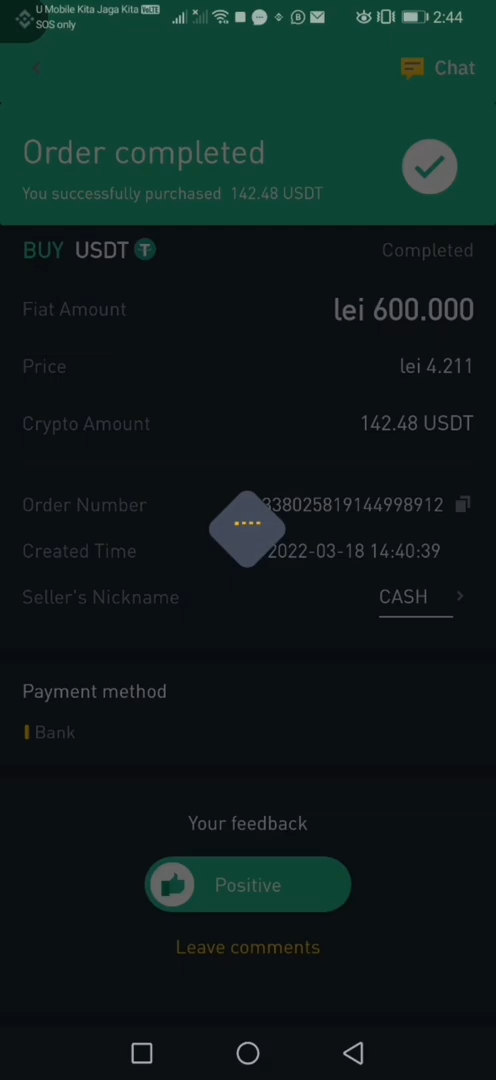 U Mobile Kita Jaga Kita VoLTE
SOS only
2:44
Chat
Order completed
You successfully purchased 142.48 USDT
BUY USDT
Completed
Fiat Amount
lei 600.000
Price
lei 4.211
Crypto Amount
142.48 USDT
Order Number
338025819144998912
Created Time
2022-03-18 14:40:39
Seller's Nickname
CASH
Payment method
Bank
Your feedback
Positive
Leave comments